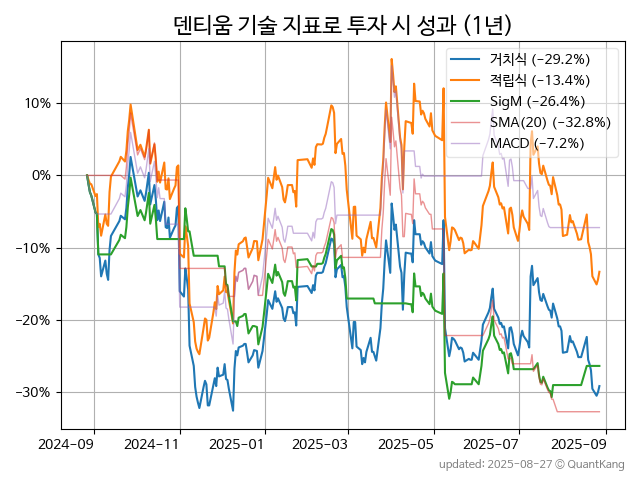 덴티움 기술 지표로 투자 시 성과 (1년)
거치식 (−29.2%)
적립식 (−13.4%)
SigM (−26.4%)
SMA(20) (−32.8%)
MACD (−7.2%)
10%
0%
−10%
−20%
−30%
2024-09
2024-11
2025-01
2025-03
2025-05
2025-07
2025-09
updated: 2025-08-27 © QuantKang